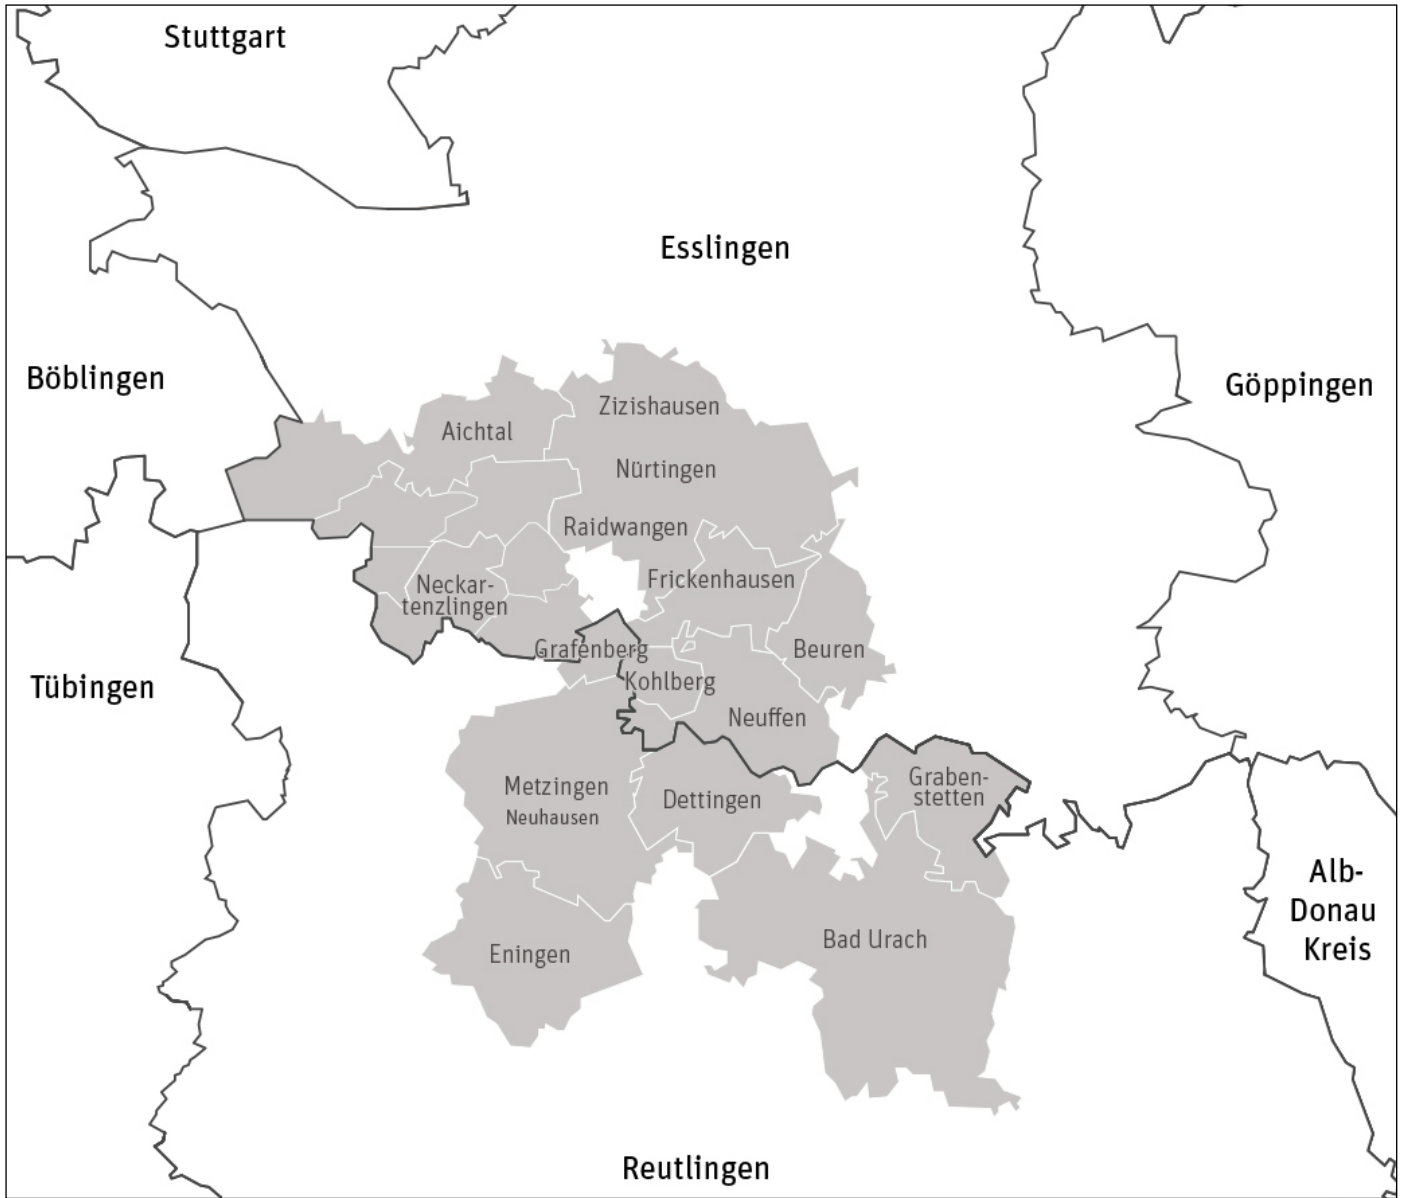 Stuttgart
Esslingen
Böblingen
Göppingen
Zizishausen
Aichtal
Nürtingen
Raidwangen
Frickenhausen
Neckar-
tenzlingen
Grafenberg
Beuren
Kohlberg
Tübingen
Neuffen
Metzingen
Neuhausen
Dettingen
Graben-
stetten
Alb-
Donau
Kreis
Eningen
Bad Urach
Reutlingen